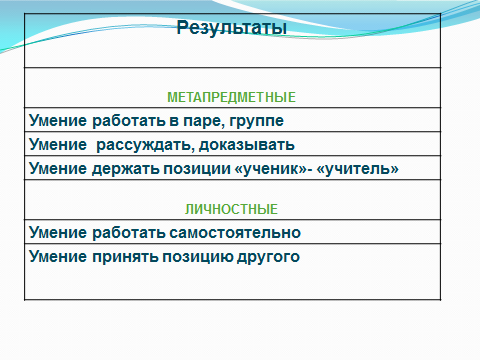 Результаты
МЕТАПРЕДМЕТНЫЕ
Умение работать в паре, группе
Умение  рассуждать, доказывать
Умение держать позиции «ученик»- «учитель»
ЛИЧНОСТНЫЕ
Умение работать самостоятельно
Умение принять позицию другого